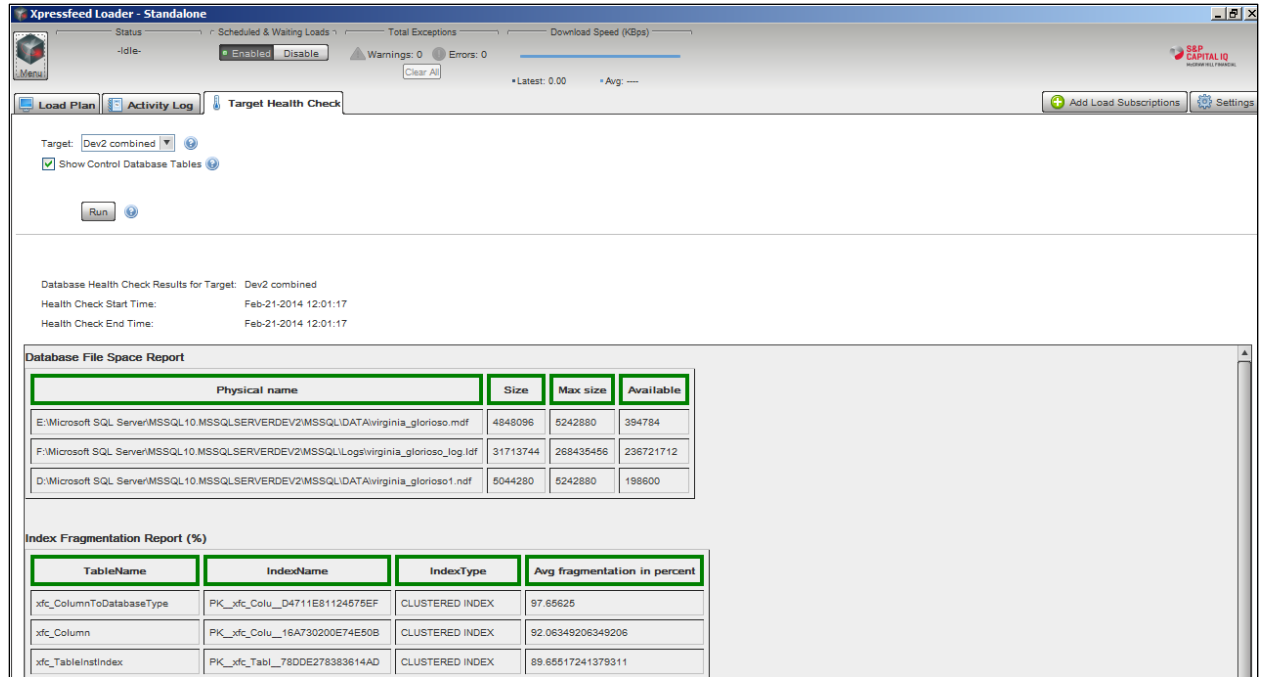 Xpressfeed Loader - Standalone
Status
Scheduled & Waiting Loads
Total Exceptions
Download Speed (KBps)
-Idle-
Enabled Disable
Warnings: 0 Errors: 0
Clear All
Latest: 0.00 Avg: ----
Menu
S&P
CAPITAL IQ
McGRAW HILL FINANCIAL
Load Plan Activity Log Target Health Check
Add Load Subscriptions Settings
Target: Dev2 combined
Show Control Database Tables
Run
Database Health Check Results for Target: Dev2 combined
Health Check Start Time: Feb-21-2014 12:01:17
Health Check End Time: Feb-21-2014 12:01:17
Database File Space Report
Physical name Size Max size Available
E:\Microsoft SQL Server\MSSQL10.MSSQLSERVERDEV2\MSSQL\DATA\virginia_glorioso.mdf 4848096 5242880 394784
F:\Microsoft SQL Server\MSSQL10.MSSQLSERVERDEV2\MSSQL\Logs\virginia_glorioso_log.ldf 31713744 268435456 236721712
D:\Microsoft SQL Server\MSSQL10.MSSQLSERVERDEV2\MSSQL\DATA\virginia_glorioso1.ndf 5044280 5242880 198600
Index Fragmentation Report (%)
TableName IndexName IndexType Avg fragmentation in percent
xfc_ColumnToDatabaseType PK__xfc_Colu__D4711E81124575EF CLUSTERED INDEX 97.65625
xfc_Column PK__xfc_Colu__16A730200E74E50B CLUSTERED INDEX 92.06349206349206
xfc_TableInstIndex PK__xfc_Tabl__78DDE278383614AD CLUSTERED INDEX 89.65517241379311